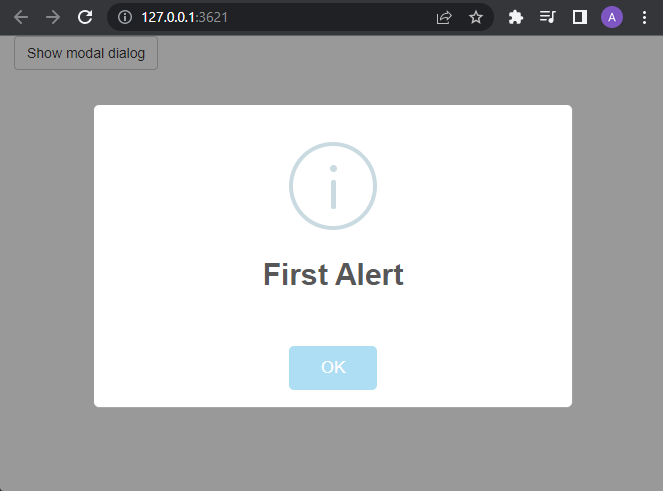 127.0.0.1:3621
A
Show modal dialog
First Alert
OK